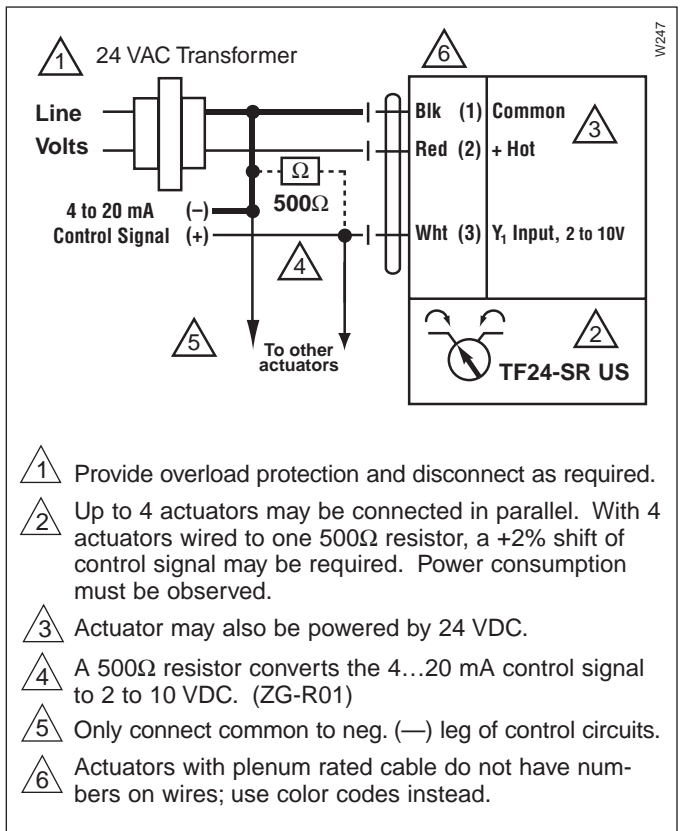 W247
1 24 VAC Transformer
6
Line
Volts
Blk (1) Common
3
Red (2) + Hot
Ω
500Ω
4 to 20 mA (–)
Control Signal (+)
Wht (3) Y₁ Input, 2 to 10V
4
5
To other
actuators
2
TF24-SR US
1 Provide overload protection and disconnect as required.
2 Up to 4 actuators may be connected in parallel. With 4
actuators wired to one 500Ω resistor, a +2% shift of
control signal may be required. Power consumption
must be observed.
3 Actuator may also be powered by 24 VDC.
4 A 500Ω resistor converts the 4…20 mA control signal
to 2 to 10 VDC. (ZG-R01)
5 Only connect common to neg. (—) leg of control circuits.
6 Actuators with plenum rated cable do not have num-
bers on wires; use color codes instead.